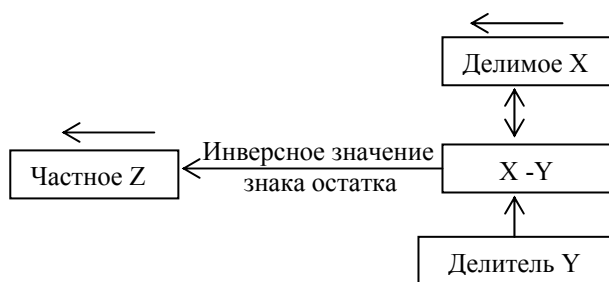 Делимое X
Инверсное значение
знака остатка
Частное Z
X -Y
Делитель Y